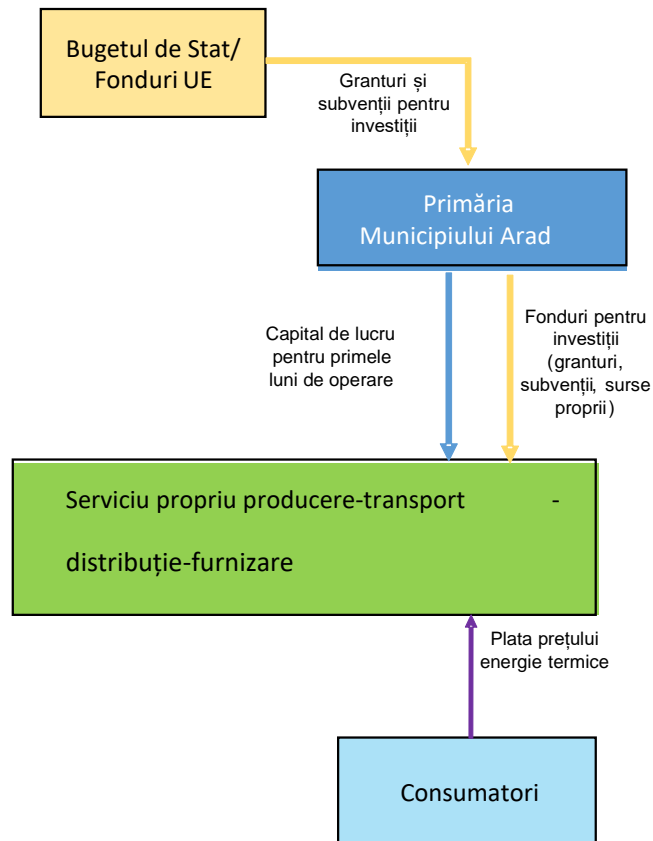 Bugetul de Stat/
Fonduri UE
Granturi și
subvenții pentru
investiții
Primăria
Municipiului Arad
Capital de lucru
pentru primele
luni de operare
Fonduri pentru
investiții
(granturi,
subvenții, surse
proprii)
Serviciu propriu producere-transport -
distribuție-furnizare
Plata prețului
energie termice
Consumatori